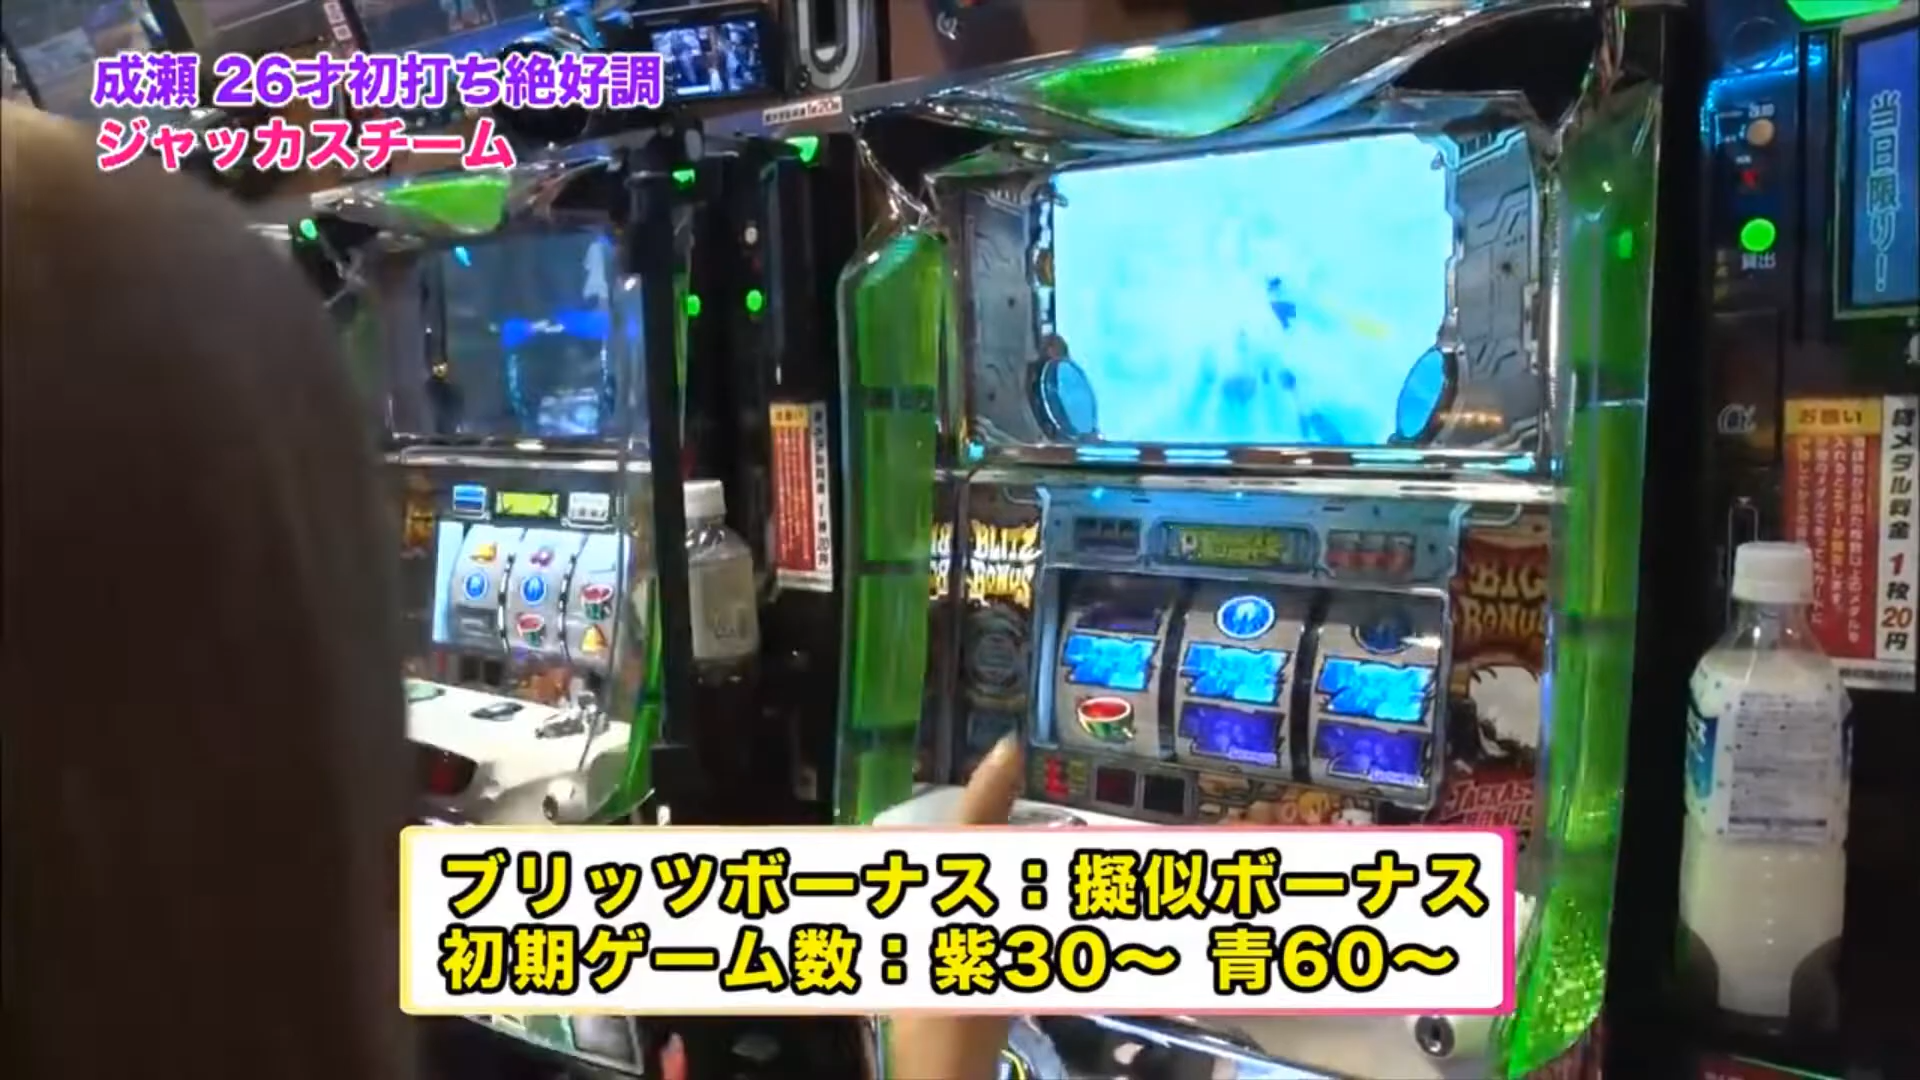 成瀬 26才初打ち絶好調
ジャッカスチーム
当日限り!
貸出
お願い
貸メダル料金 1枚20円
BLITZ
BONUS
BIG
BONUS
ブリッツボーナス：擬似ボーナス
初期ゲーム数：紫30～ 青60～